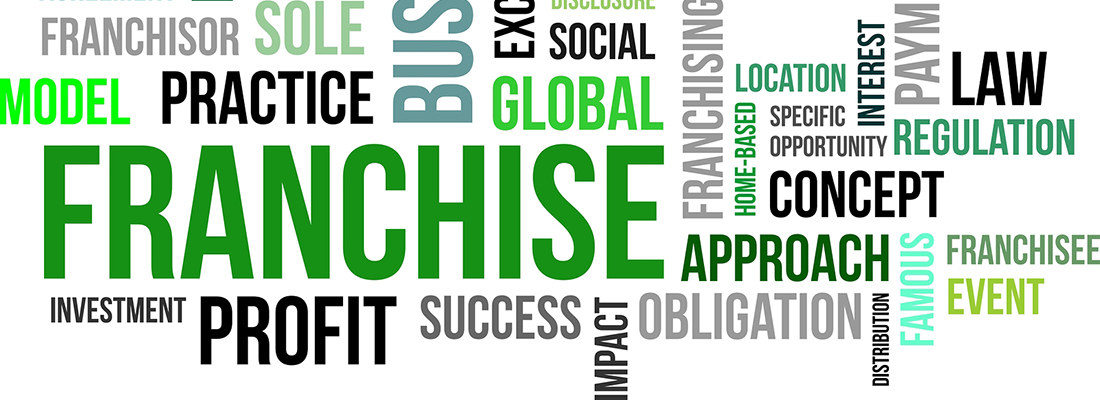 FRANCHISOR
SOLE
BUS
EXC
DISCLOSURE
SOCIAL
MODEL
PRACTICE
GLOBAL
FRANCHISE
FRANCHISING
LOCATION
HOME-BASED
SPECIFIC
OPPORTUNITY
INTEREST
PAYM
LAW
REGULATION
CONCEPT
APPROACH
FAMOUS
FRANCHISEE
EVENT
INVESTMENT
PROFIT
SUCCESS
IMPACT
OBLIGATION
DISTRIBUTION